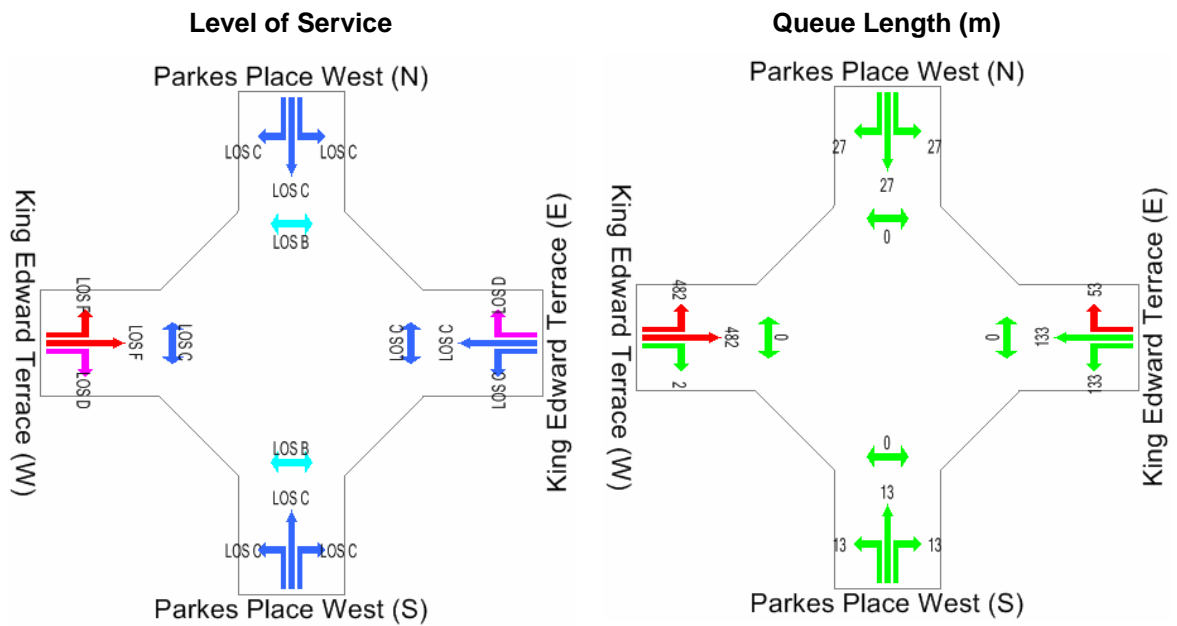 Level of Service
Parkes Place West (N)
LOS C
LOS C
LOS C
LOS B
King Edward Terrace (W)
LOS F
LOS F
LOS D
LOS C
LOS C
LOS C
LOS D
LOS C
King Edward Terrace (E)
LOS B
LOS C
LOS C
LOS C
Parkes Place West (S)
Queue Length (m)
Parkes Place West (N)
27
27
27
0
King Edward Terrace (W)
482
482
2
0
0
133
53
133
King Edward Terrace (E)
0
13
13
13
Parkes Place West (S)